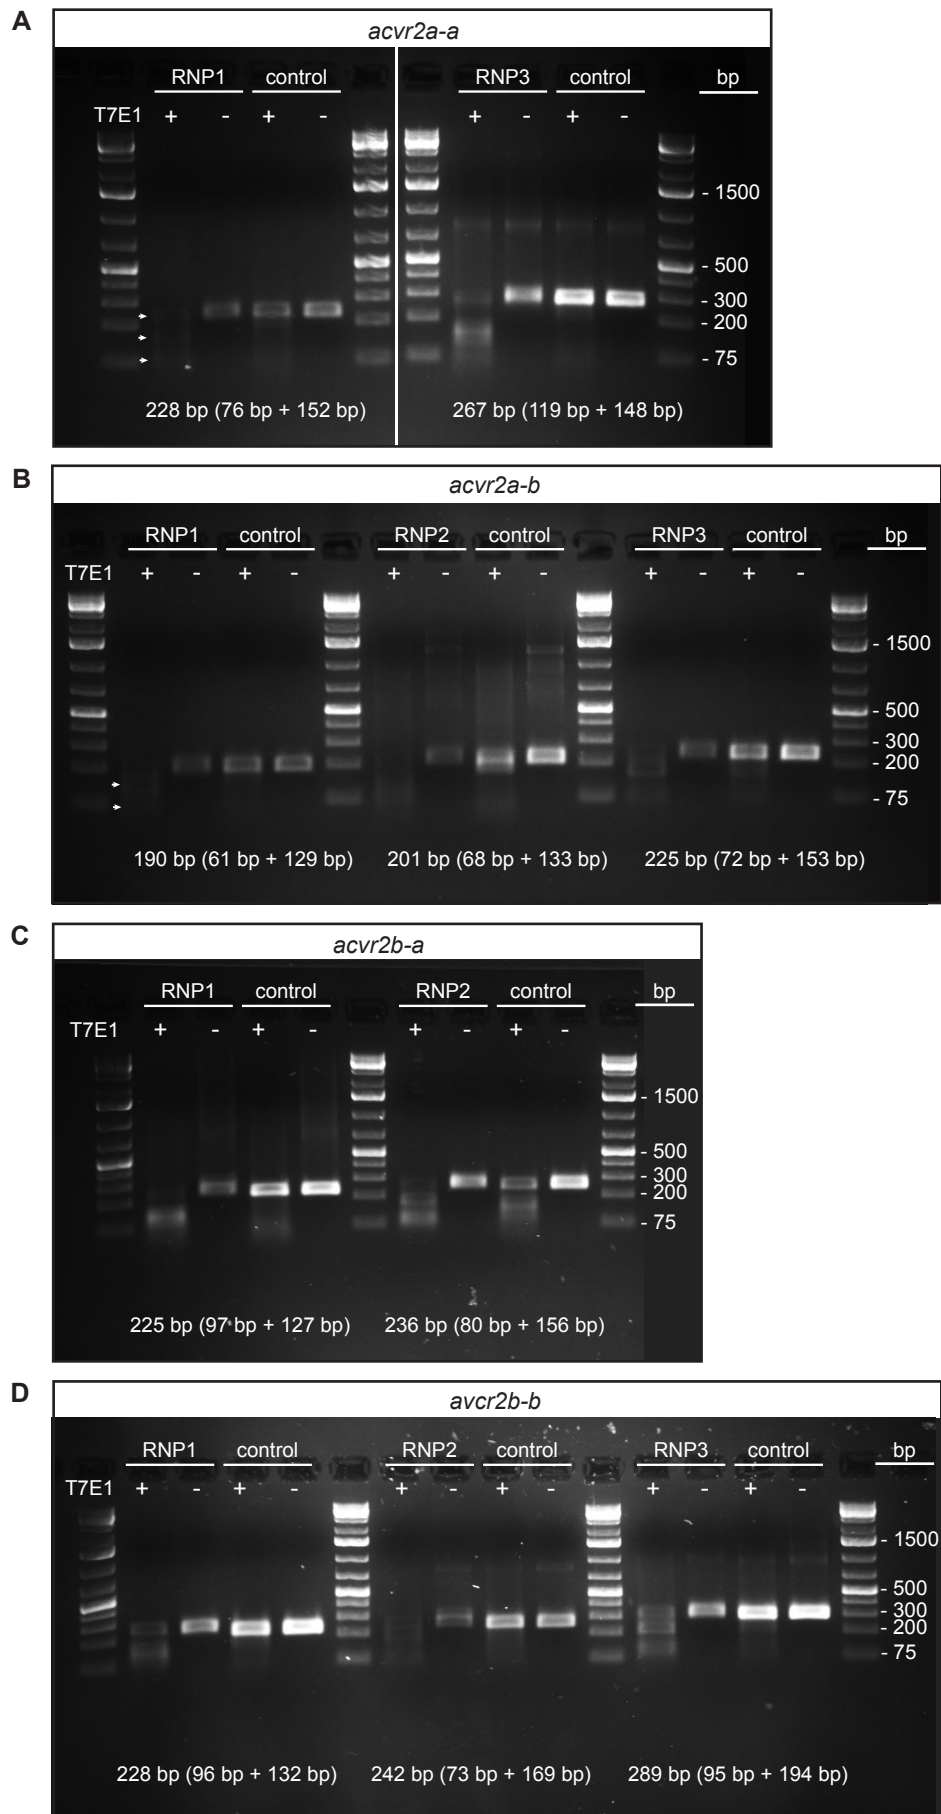 A
acvr2a-a
RNP1 control RNP3 control bp
T7E1 + - + - + - + -
- 1500
- 500
- 300
- 200
- 75
228 bp (76 bp + 152 bp) 267 bp (119 bp + 148 bp)
B
acvr2a-b
RNP1 control RNP2 control RNP3 control bp
T7E1 + - + - + - + - + - + -
- 1500
- 500
- 300
- 200
- 75
190 bp (61 bp + 129 bp) 201 bp (68 bp + 133 bp) 225 bp (72 bp + 153 bp)
C
acvr2b-a
RNP1 control RNP2 control bp
T7E1 + - + - + - + -
- 1500
- 500
- 300
- 200
- 75
225 bp (97 bp + 127 bp) 236 bp (80 bp + 156 bp)
D
avcr2b-b
RNP1 control RNP2 control RNP3 control bp
T7E1 + - + - + - + - + - + -
- 1500
- 500
- 300
- 200
- 75
228 bp (96 bp + 132 bp) 242 bp (73 bp + 169 bp) 289 bp (95 bp + 194 bp)